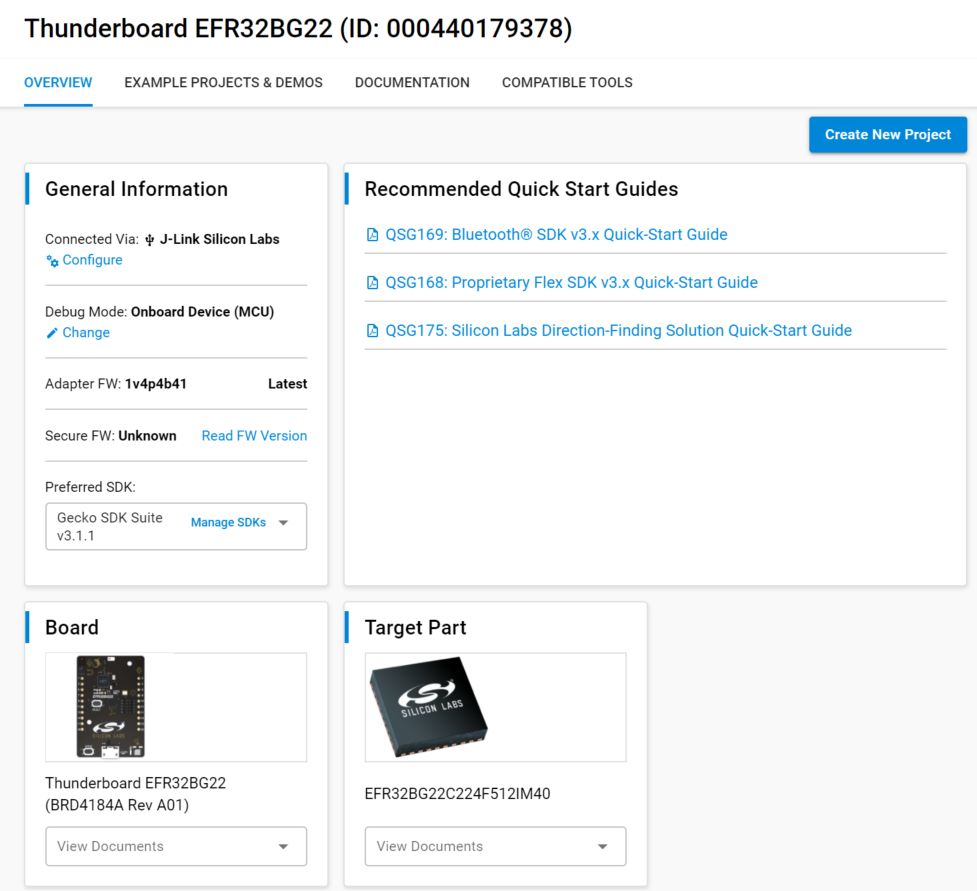 Thunderboard EFR32BG22 (ID: 000440179378)
OVERVIEW EXAMPLE PROJECTS & DEMOS DOCUMENTATION COMPATIBLE TOOLS
Create New Project
General Information
Connected Via: J-Link Silicon Labs
Configure
Debug Mode: Onboard Device (MCU)
Change
Adapter FW: 1v4p4b41 Latest
Secure FW: Unknown Read FW Version
Preferred SDK:
Gecko SDK Suite
v3.1.1
Manage SDKs
Recommended Quick Start Guides
QSG169: Bluetooth® SDK v3.x Quick-Start Guide
QSG168: Proprietary Flex SDK v3.x Quick-Start Guide
QSG175: Silicon Labs Direction-Finding Solution Quick-Start Guide
Board
SILICON LABS
Thunderboard EFR32BG22
(BRD4184A Rev A01)
View Documents
Target Part
SILICON LABS
EFR32BG22C224F512IM40
View Documents